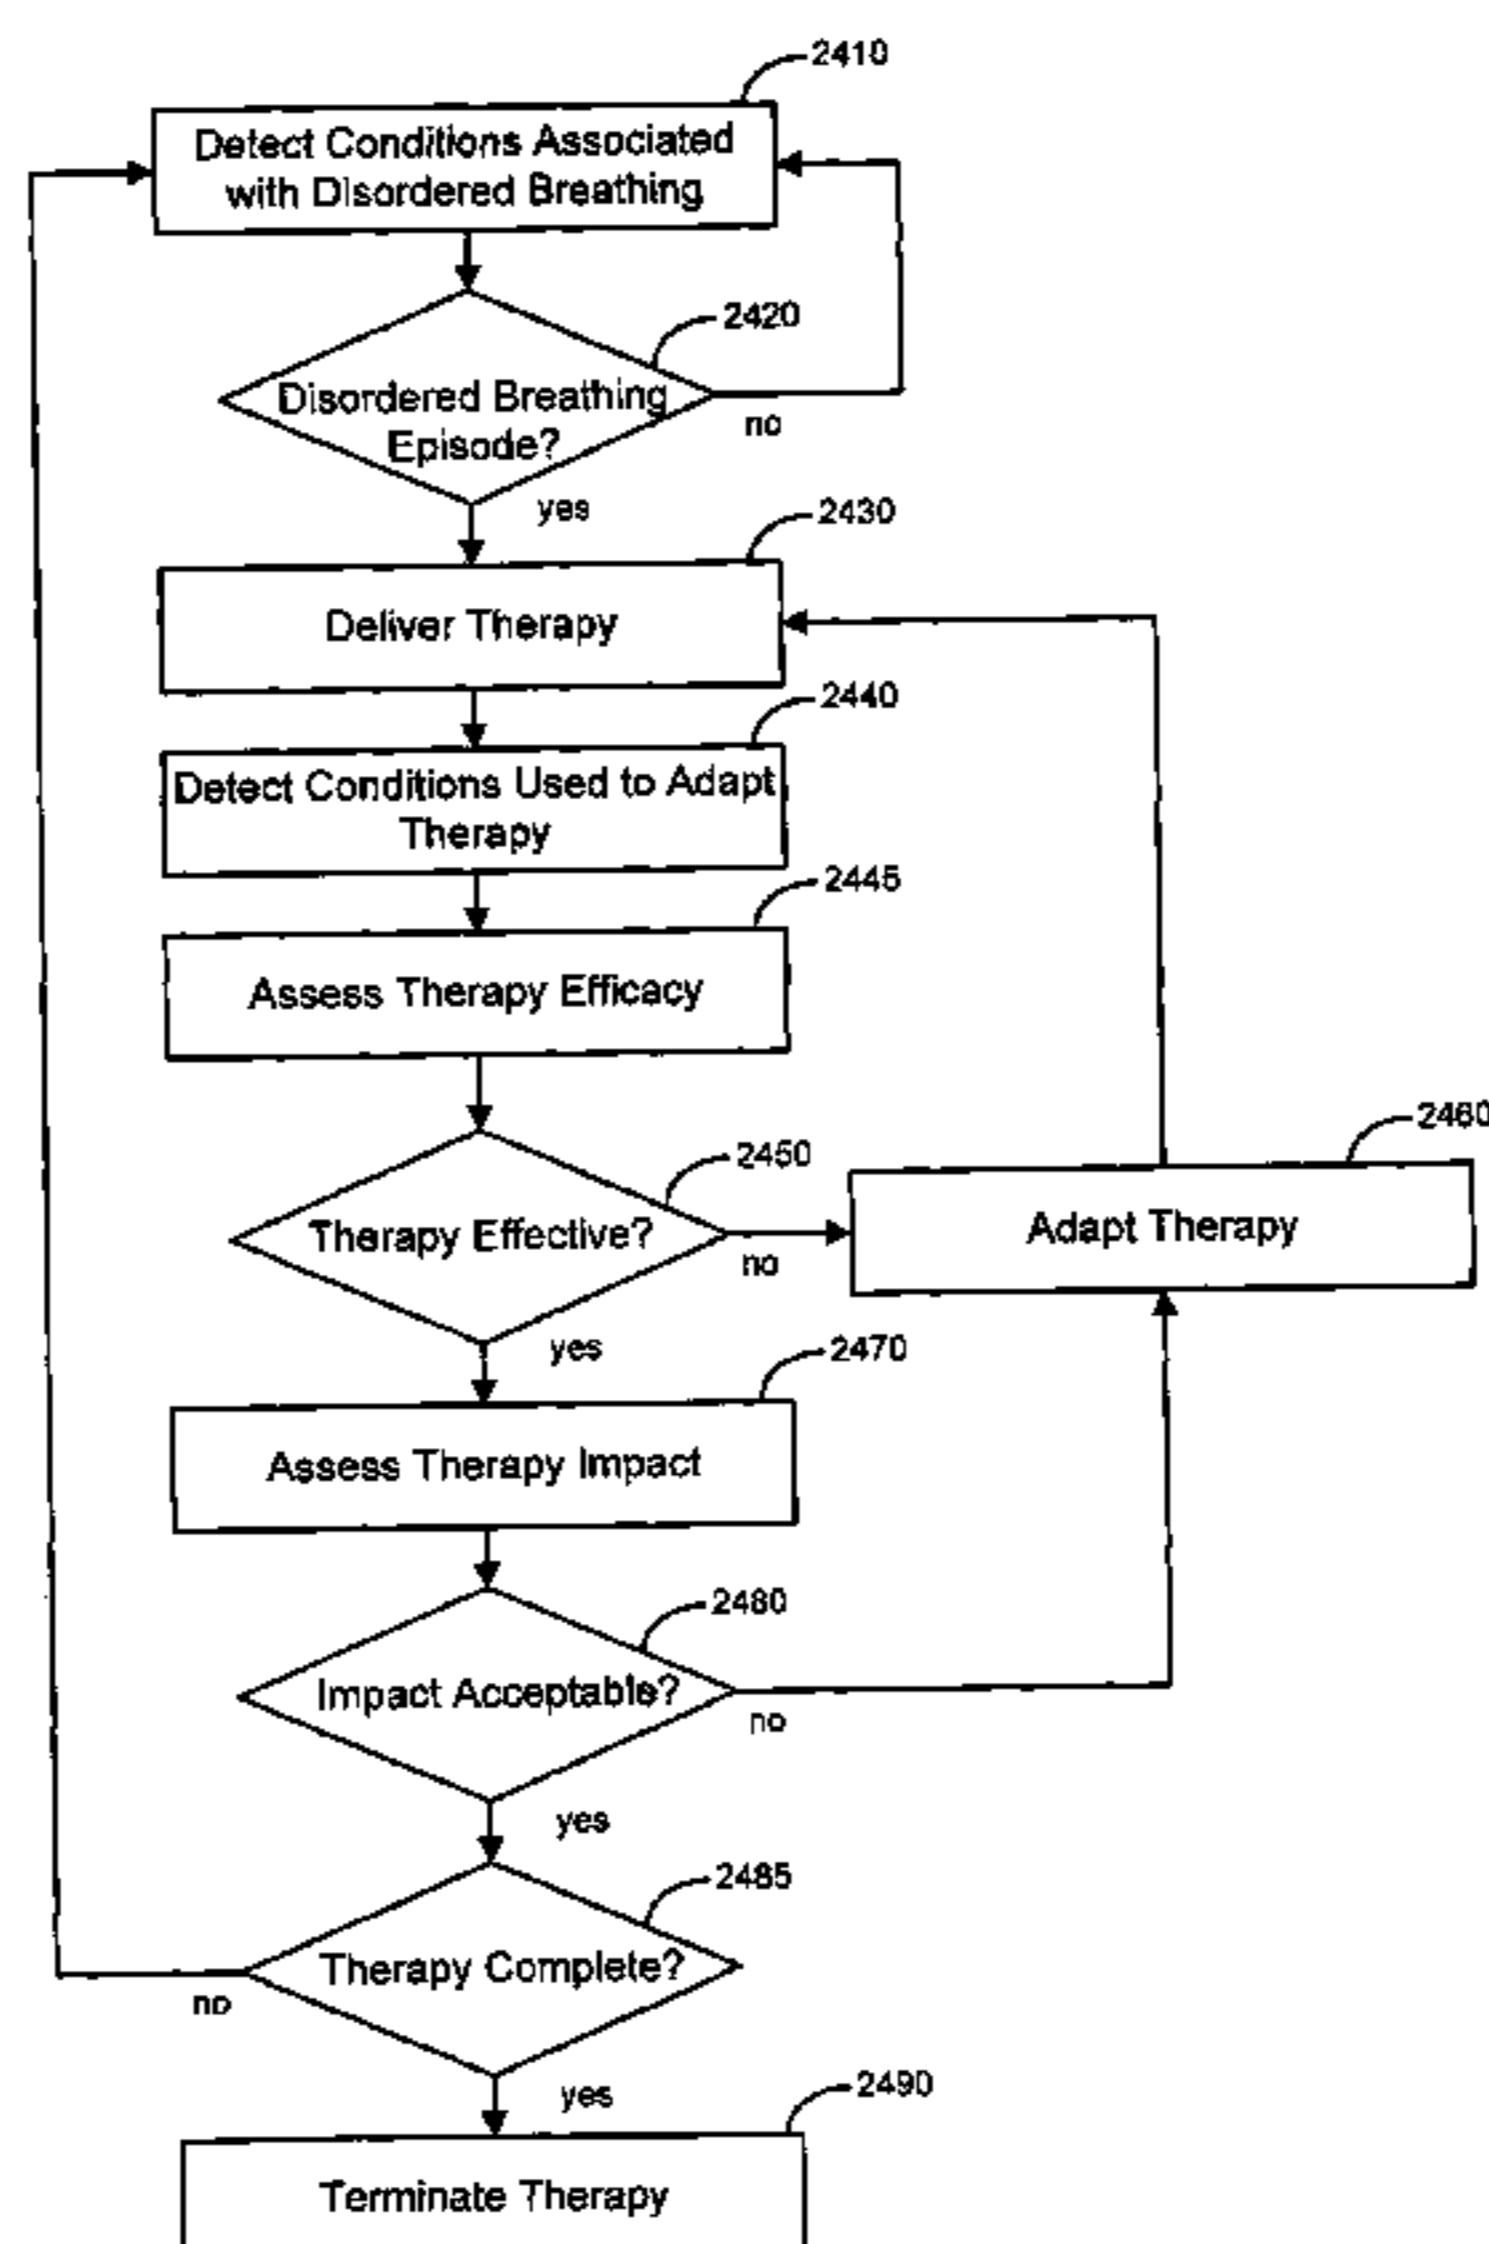 2410
Detect Conditions Associated
with Disordered Breathing
2420
Disordered Breathing
Episode?
no
yes
2430
Deliver Therapy
2440
Detect Conditions Used to Adapt
Therapy
2445
Assess Therapy Efficacy
2450
Therapy Effective?
no
2460
Adapt Therapy
yes
2470
Assess Therapy Impact
2480
Impact Acceptable?
no
yes
2485
Therapy Complete?
no
yes
2490
Terminate Therapy